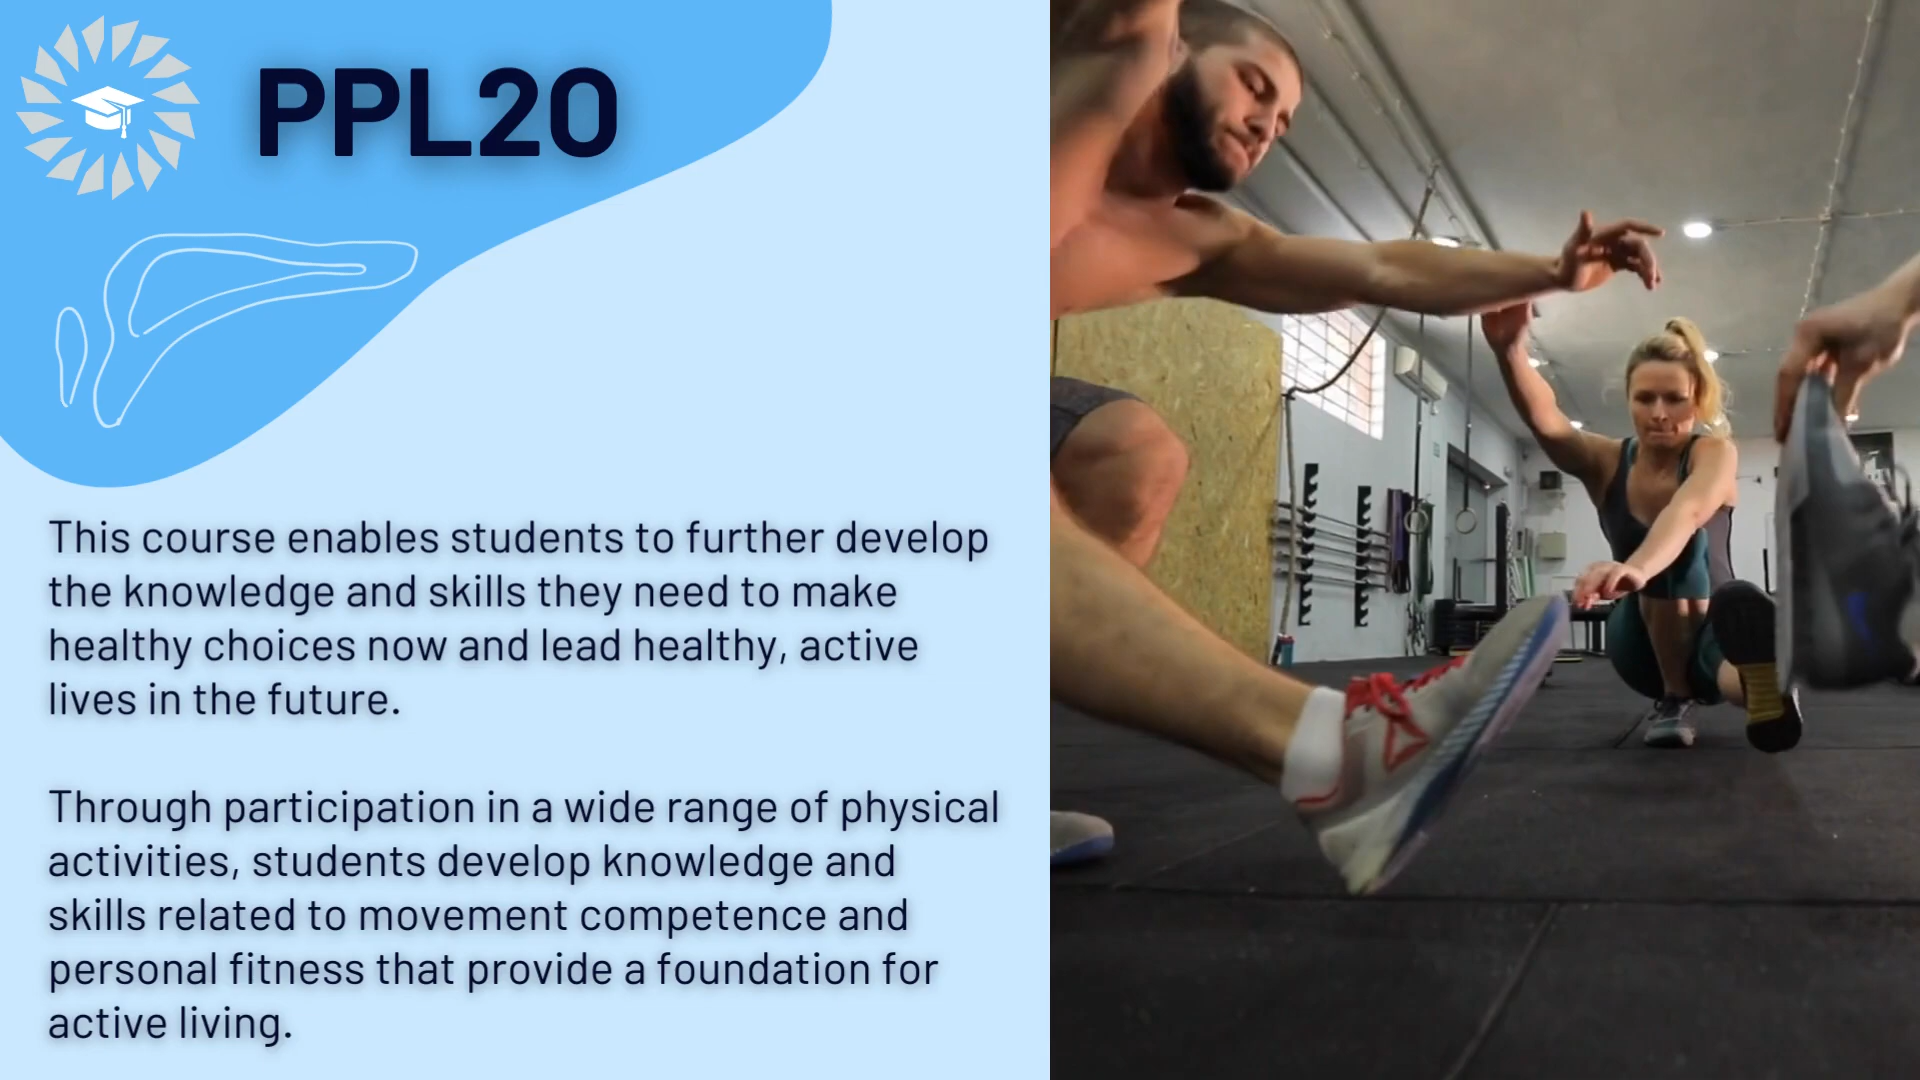 PPL20
This course enables students to further develop
the knowledge and skills they need to make
healthy choices now and lead healthy, active
lives in the future.
Through participation in a wide range of physical
activities, students develop knowledge and
skills related to movement competence and
personal fitness that provide a foundation for
active living.